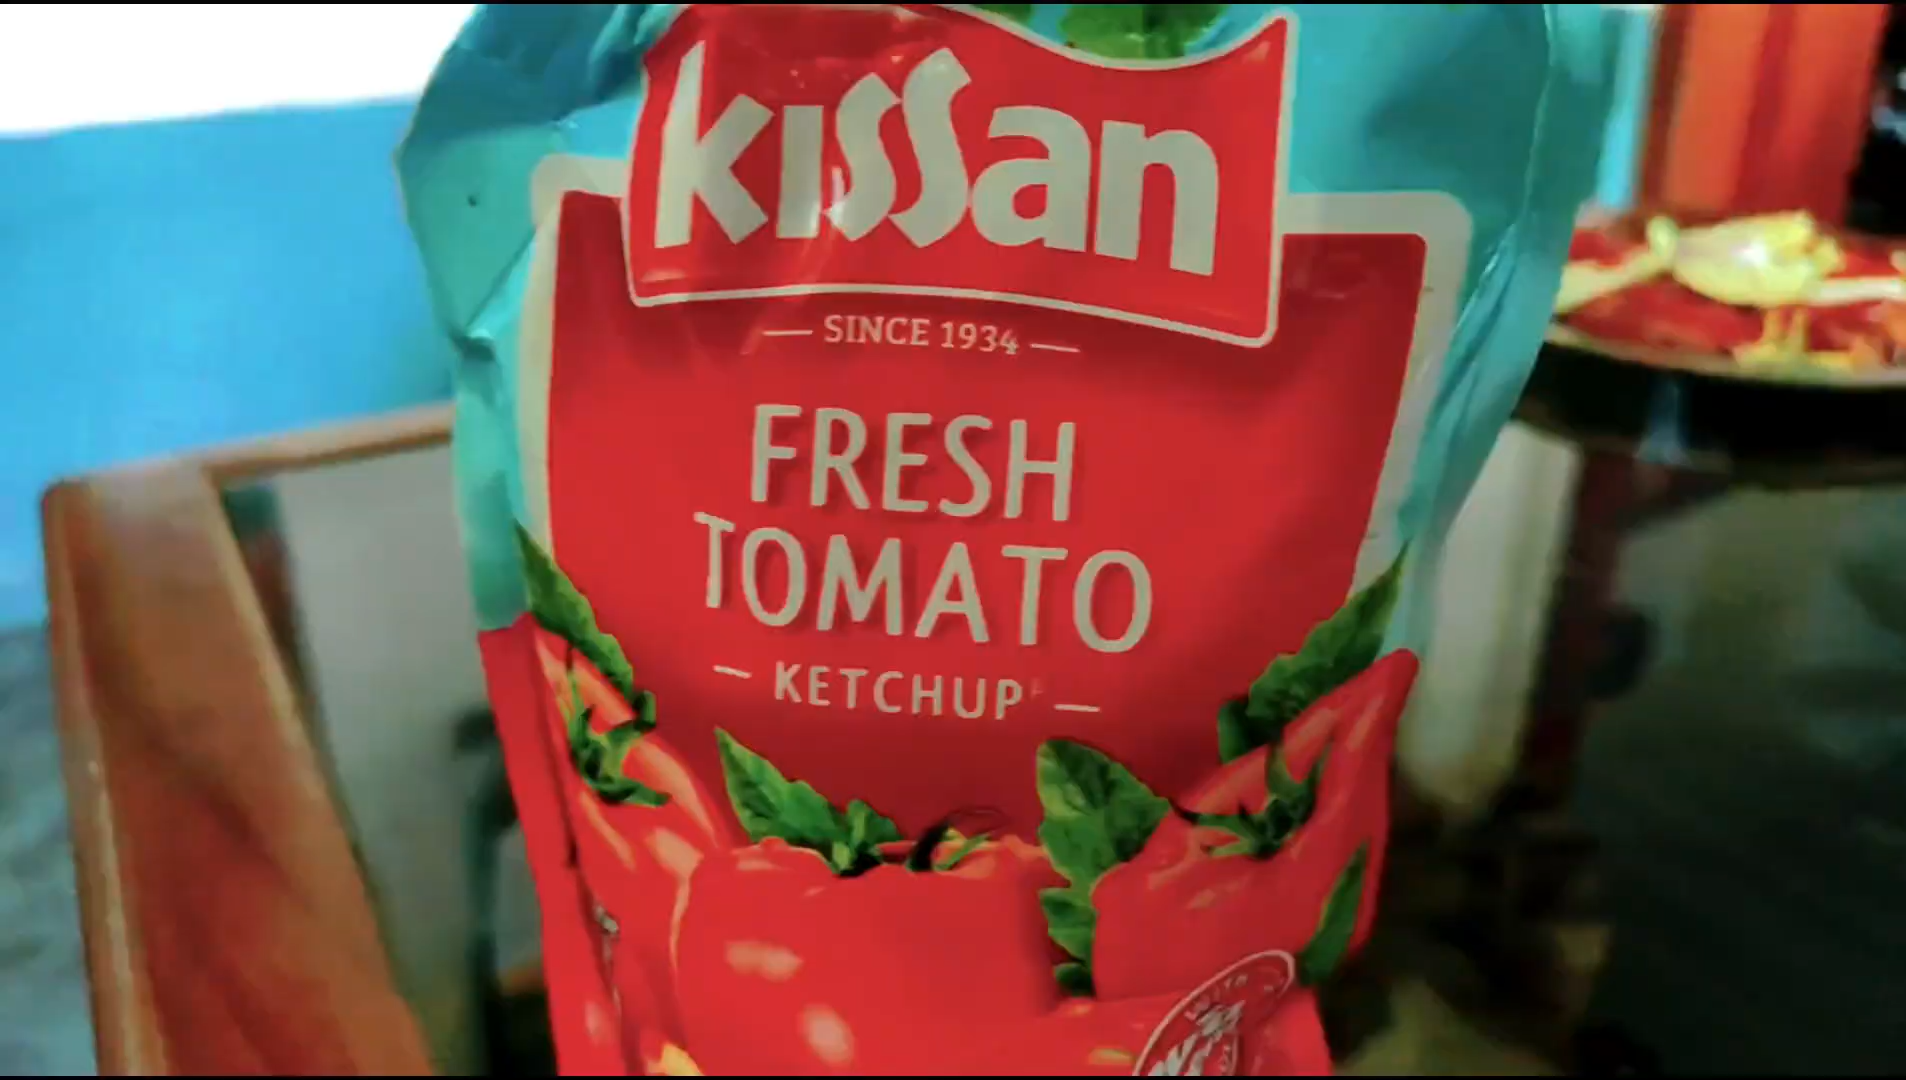 kissan
SINCE 1934
FRESH
TOMATO
KETCHUP